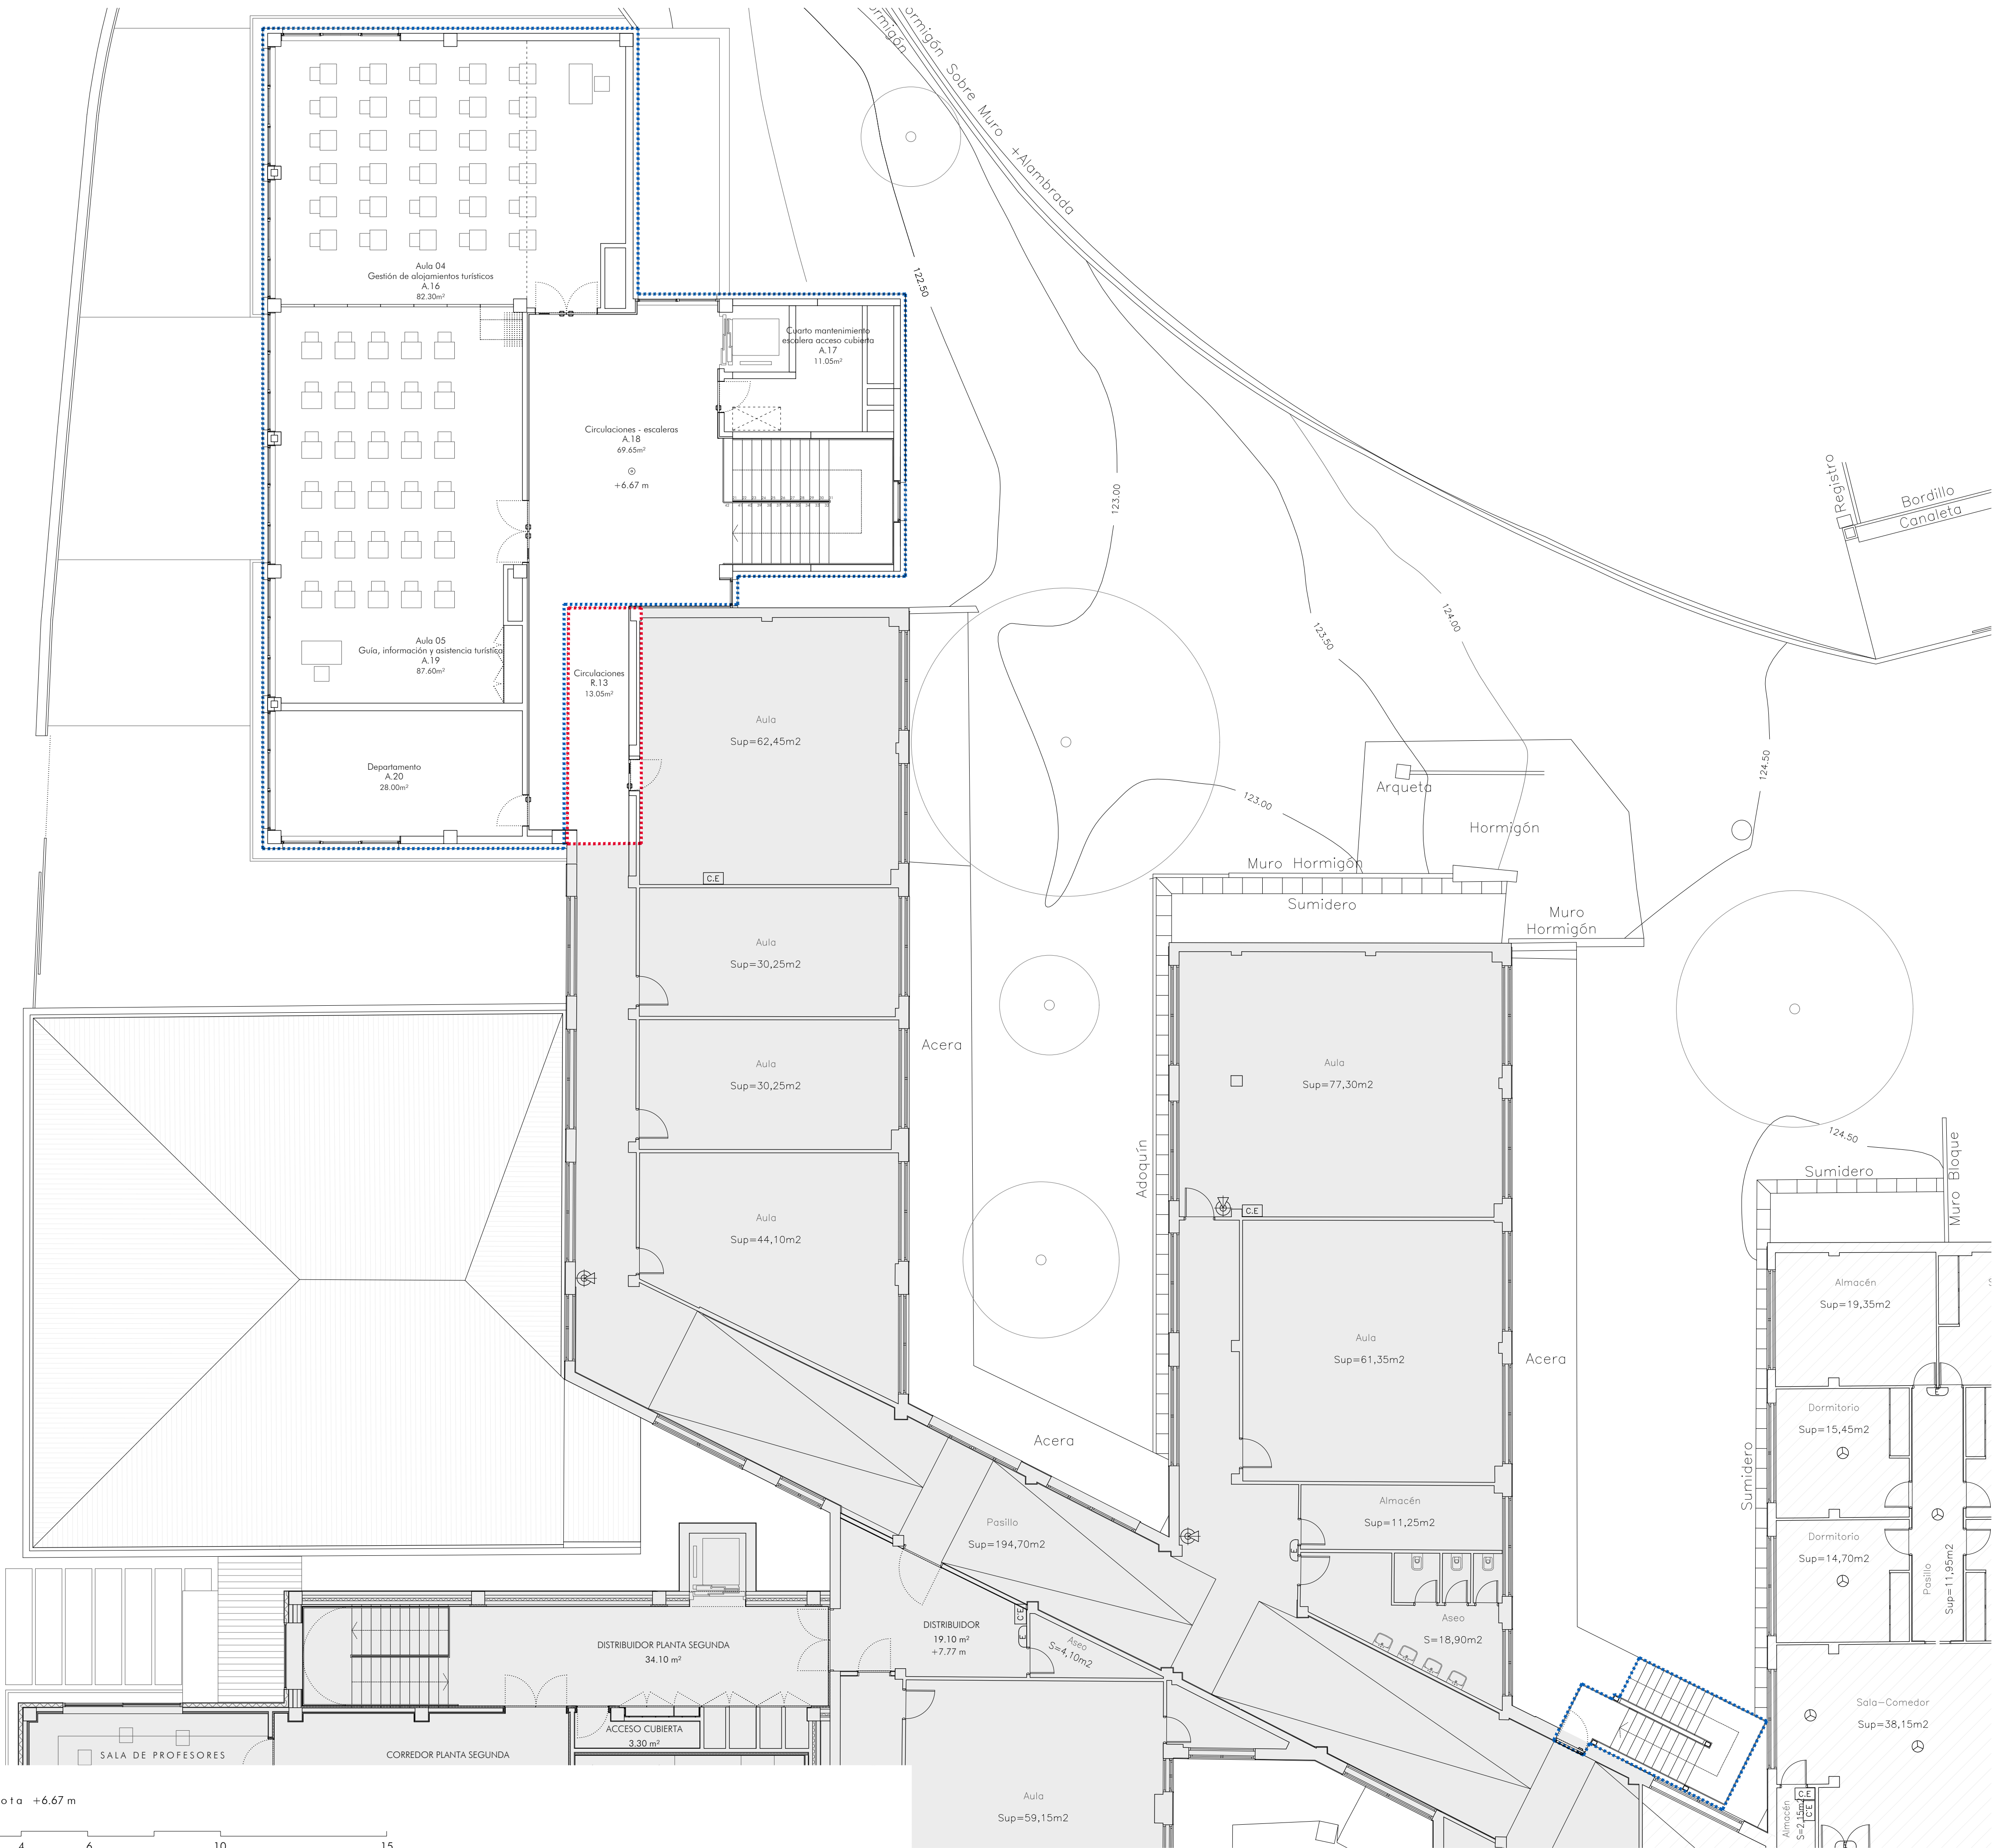 Hormigón Sobre Muro +Alambrada
ormigón
Aula 04
Gestión de alojamientos turísticos
A.16
82.30m²
122.50
Cuarto mantenimiento
escalera acceso cubierta
A.17
11.05m²
Circulaciones - escaleras
A.18
69.65m²
+6.67 m
123.00
Registro
Bordillo
Canaleta
123.50
124.00
Aula 05
Guía, información y asistencia turística
A.19
87.60m²
Circulaciones
R.13
13.05m²
Aula
Sup=62,45m2
Departamento
A.20
28.00m²
124.50
Arqueta
123.00
Hormigón
C.E
Muro Hormigón
Sumidero
Muro
Hormigón
Aula
Sup=30,25m2
Acera
Aula
Sup=30,25m2
Aula
Sup=77,30m2
Adoquín
124.50
Sumidero
Muro Bloque
C.E
Aula
Sup=44,10m2
Almacén
Sup=19,35m2
Aula
Sup=61,35m2
Acera
Dormitorio
Sup=15,45m2
Acera
Sumidero
Almacén
Sup=11,25m2
Pasillo
Sup=194,70m2
Dormitorio
Sup=14,70m2
Pasillo
Sup=11,95m2
DISTRIBUIDOR
19.10 m²
+7.77 m
C.E
E
Aseo
S=4,10m2
Aseo
S=18,90m2
E
DISTRIBUIDOR PLANTA SEGUNDA
34.10 m²
ACCESO CUBIERTA
3.30 m²
SALA DE PROFESORES
CORREDOR PLANTA SEGUNDA
Sala-Comedor
Sup=38,15m2
Aula
Sup=59,15m2
Almacén
S=2,15m2
C.E
C.E
ota +6.67 m
4 6 10 15